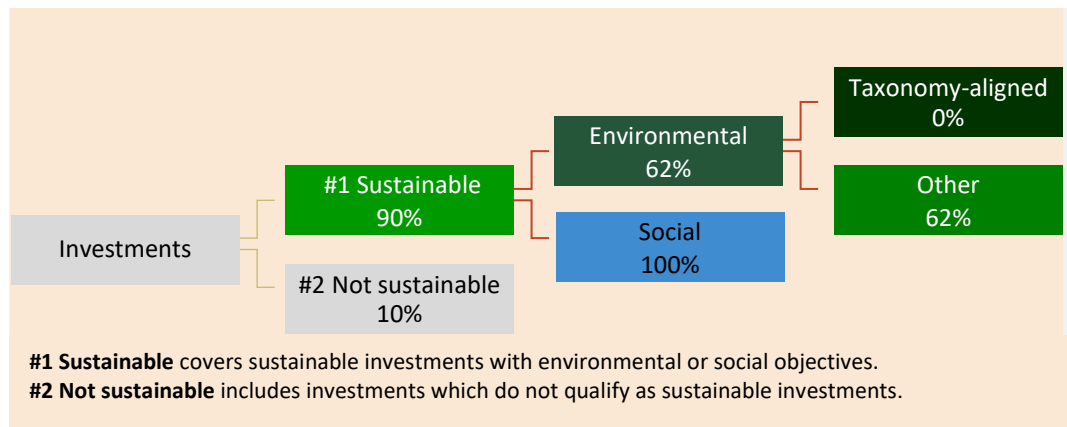 Taxonomy-aligned
0%
Environmental
62%
#1 Sustainable
90%
Other
62%
Investments
Social
100%
#2 Not sustainable
10%
#1 Sustainable covers sustainable investments with environmental or social objectives.
#2 Not sustainable includes investments which do not qualify as sustainable investments.